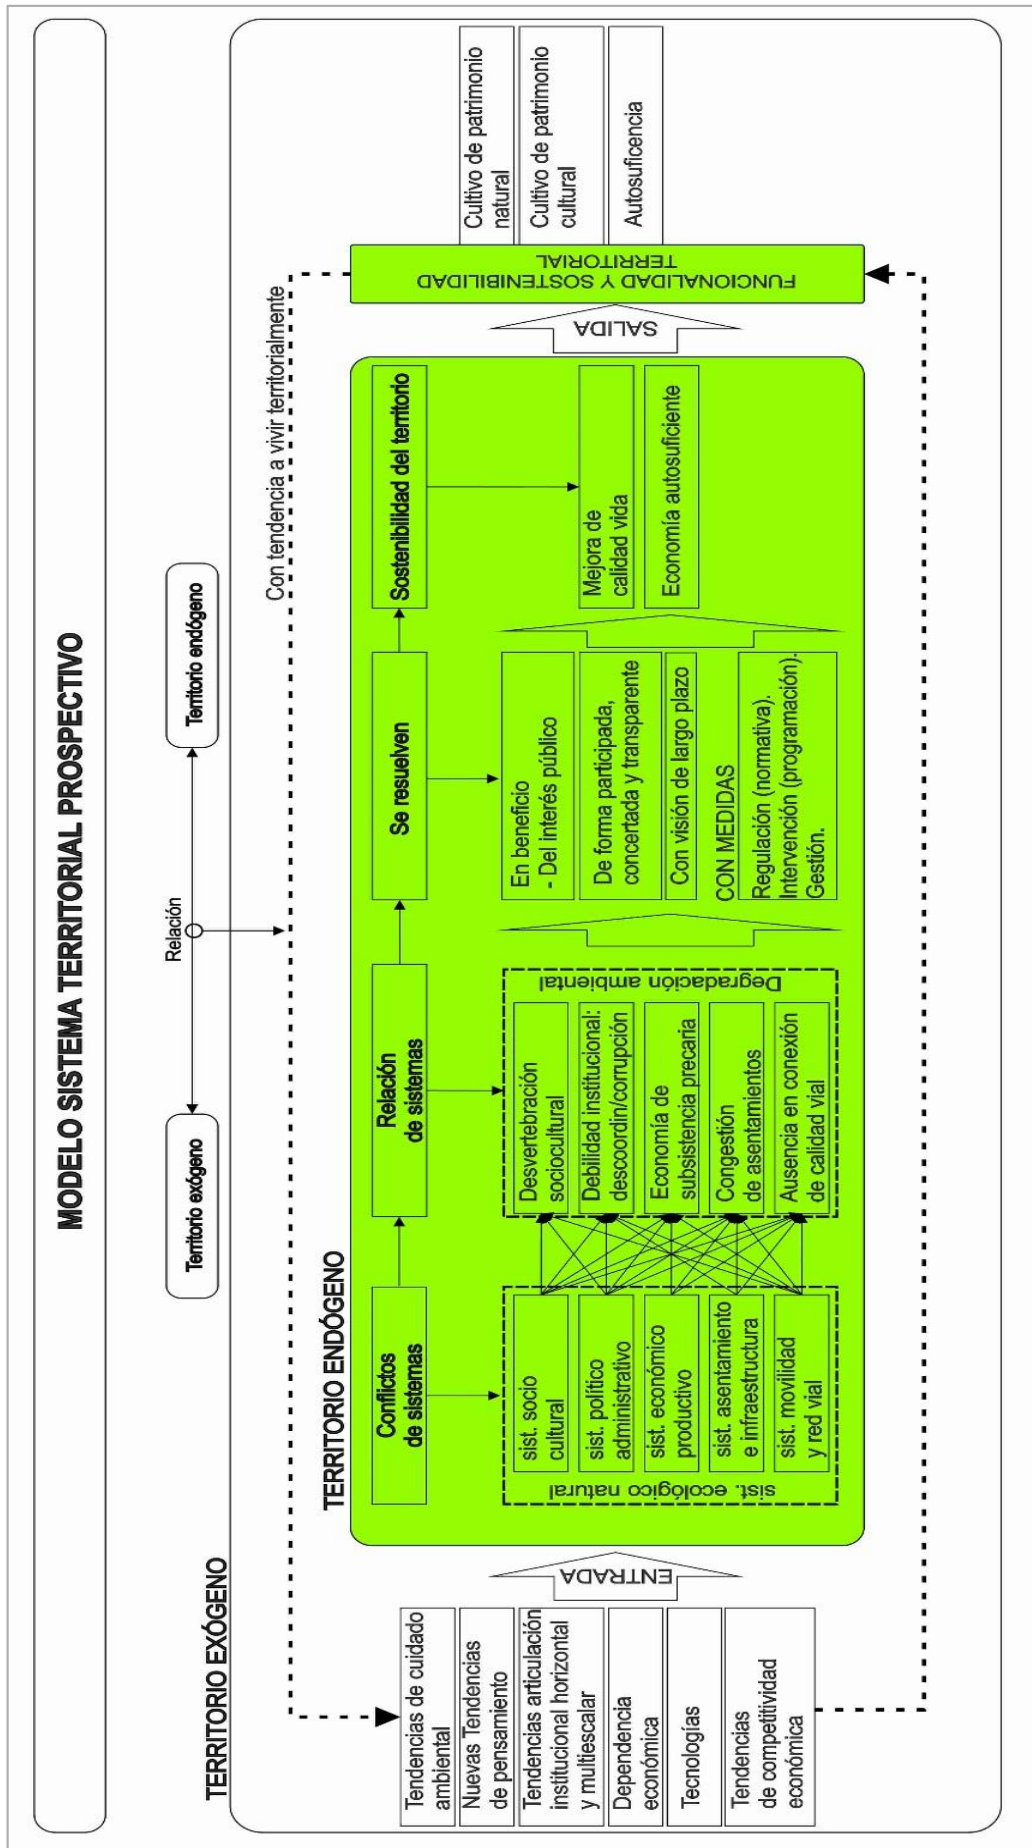 MODELO SISTEMA TERRITORIAL PROSPECTIVO
Territorio exógeno
Relación
Territorio endógeno
TERRITORIO EXÓGENO
Con tendencia a vivir territorialmente
Tendencias de cuidado
ambiental
Nuevas Tendencias
de pensamiento
Tendencias articulación
institucional horizontal
y multiescalar
Dependencia
económica
Tecnologías
Tendencias
de competitividad
económica
ENTRADA
TERRITORIO ENDÓGENO
Conflictos
de sistemas
Relación
de sistemas
Se resuelven
Sostenibilidad del territorio
sist. ecológico natural
sist. socio
cultural
sist. político
administrativo
sist. económico
productivo
sist. asentamiento
e infraestructura
sist. movilidad
y red vial
Desvertebración
sociocultural
Debilidad institucional:
descoordin/corrupción
Economía de
subsistencia precaria
Congestión
de asentamientos
Ausencia en conexión
de calidad vial
Degradación ambiental
En beneficio
- Del interés público
De forma participada,
concertada y transparente
Con visión de largo plazo
CON MEDIDAS
Regulación (normativa).
Intervención (programación).
Gestión.
Mejora de
calidad vida
Economía autosuficiente
SALIDA
FUNCIONALIDAD Y SOSTENIBILIDAD
TERRITORIAL
Cultivo de patrimonio
natural
Cultivo de patrimonio
cultural
Autosuficencia